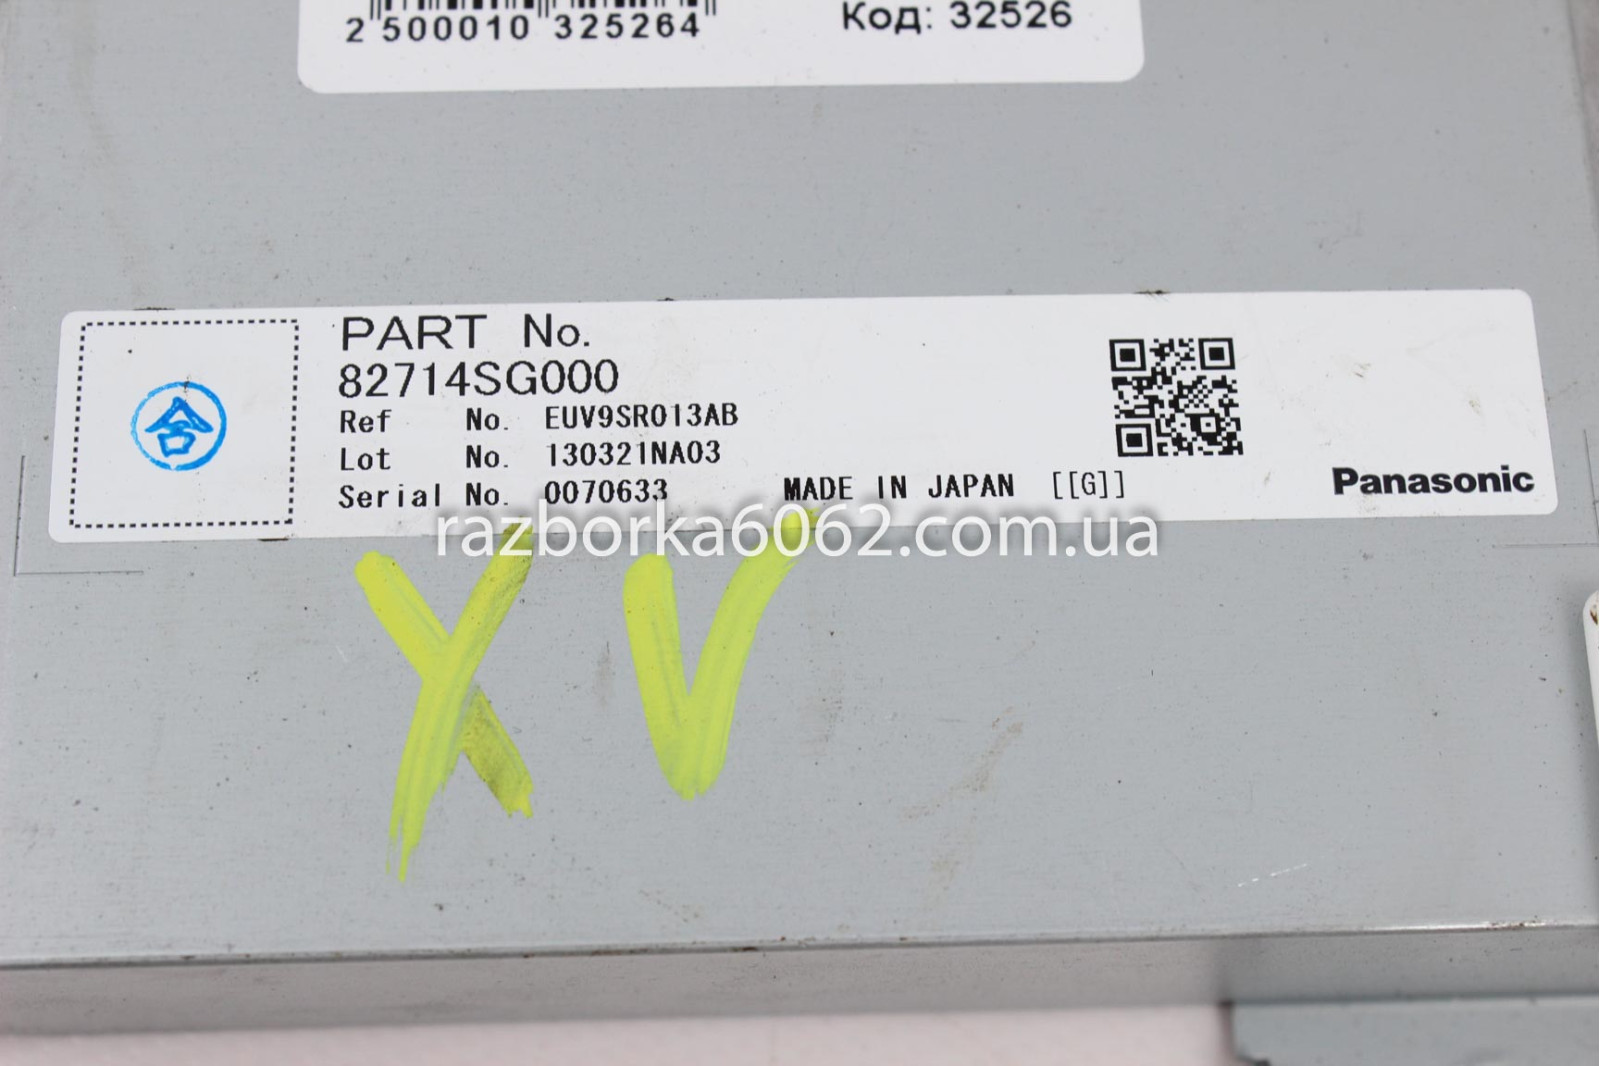 2 500010 325264
Код: 32526
PART No.
82714SG000
Ref No. EUV9SR013AB
Lot No. 130321NA03
Serial No. 0070633
MADE IN JAPAN [[G]]
Panasonic
合
razborka6062.com.ua
XV